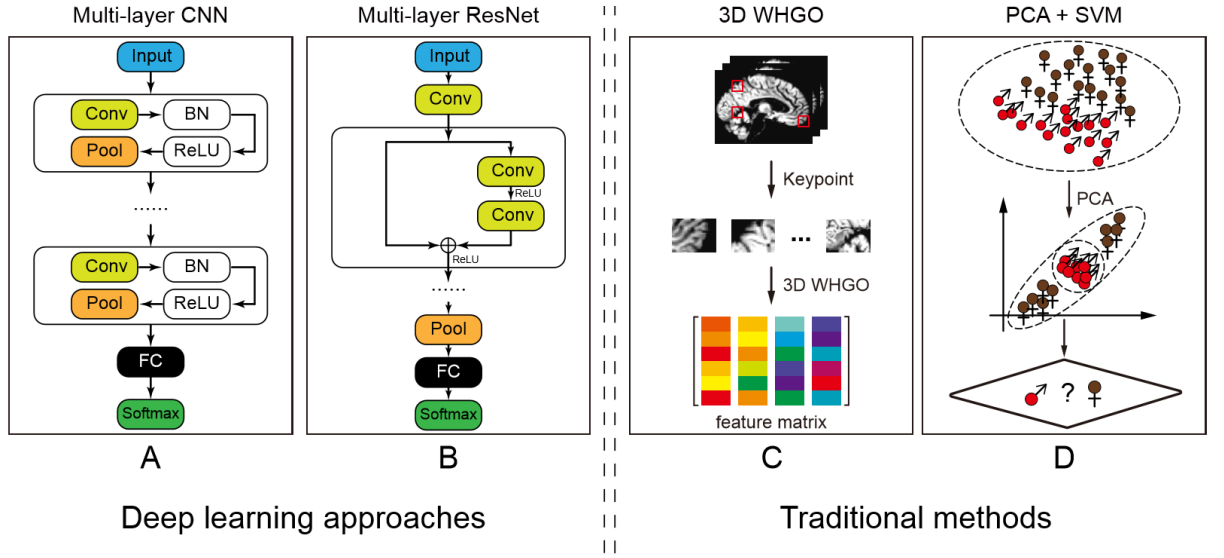 Multi-layer CNN
Input
Conv
BN
Pool
ReLU
......
Conv
BN
Pool
ReLU
FC
Softmax
A
Multi-layer ResNet
Input
Conv
Conv
ReLU
Conv
ReLU
......
Pool
FC
Softmax
B
Deep learning approaches
3D WHGO
Keypoint
...
3D WHGO
feature matrix
C
PCA + SVM
PCA
?
D
Traditional methods